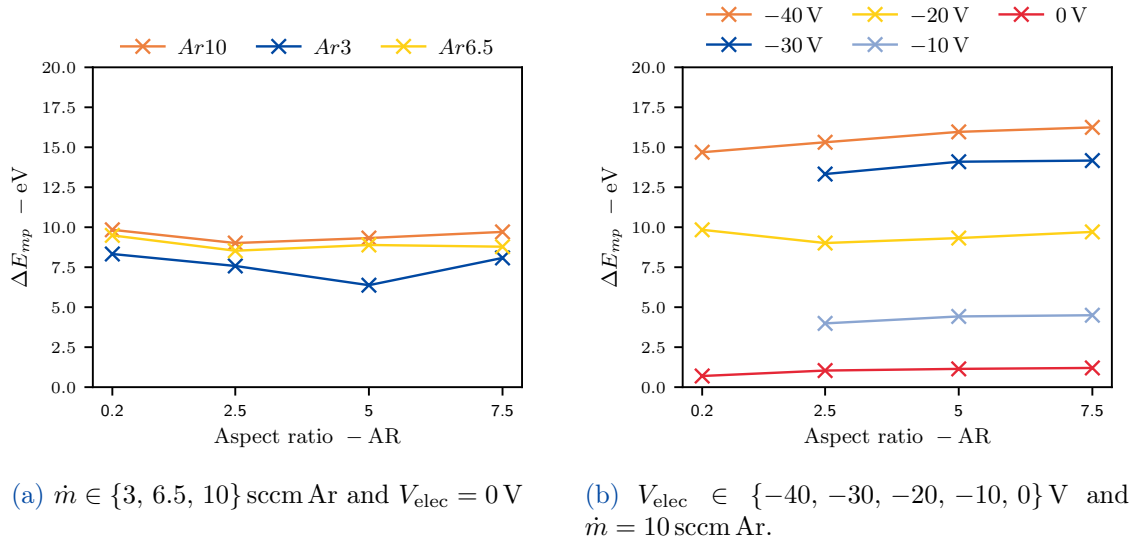 Ar10 Ar3 Ar6.5
20.0
17.5
15.0
12.5
10.0
7.5
5.0
2.5
0.0
ΔE_mp − eV
0.2 2.5 5 7.5
Aspect ratio − AR
(a) ṁ ∈ {3, 6.5, 10} sccm Ar and V_elec = 0 V
−40 V −20 V 0 V
−30 V −10 V
20.0
17.5
15.0
12.5
10.0
7.5
5.0
2.5
0.0
ΔE_mp − eV
0.2 2.5 5 7.5
Aspect ratio − AR
(b) V_elec ∈ {−40, −30, −20, −10, 0} V and
ṁ = 10 sccm Ar.